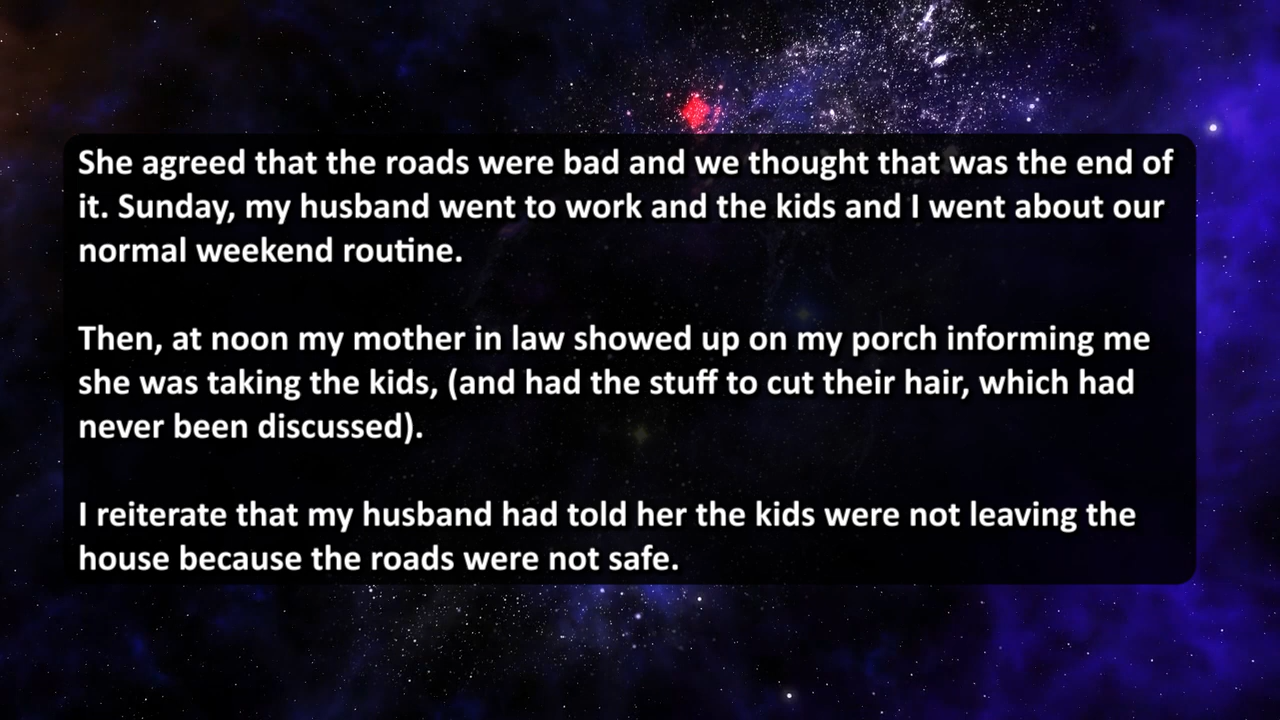 She agreed that the roads were bad and we thought that was the end of
it. Sunday, my husband went to work and the kids and I went about our
normal weekend routine.
Then, at noon my mother in law showed up on my porch informing me
she was taking the kids, (and had the stuff to cut their hair, which had
never been discussed).
I reiterate that my husband had told her the kids were not leaving the
house because the roads were not safe.